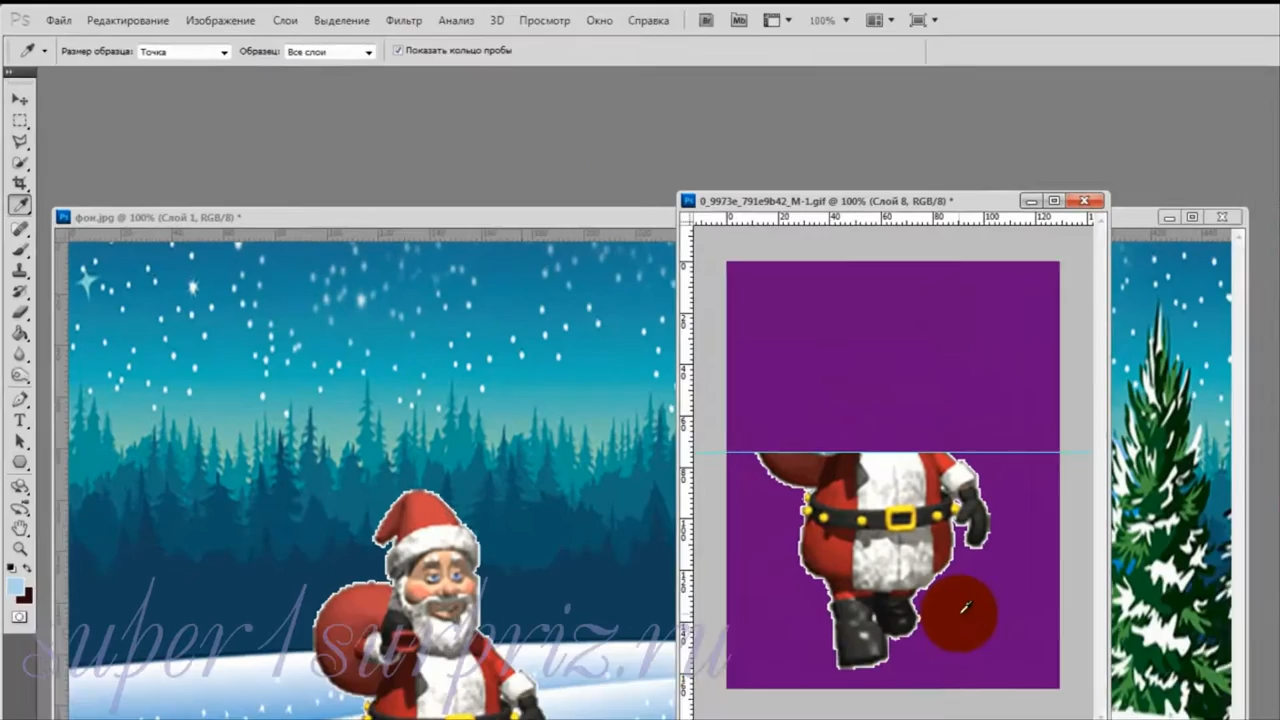 Ps Файл Редактирование Изображение Слои Выделение Фильтр Анализ 3D Просмотр Окно Справка Br Mb 100%
Размер образца: Точка Образец: Все слои Показать кольцо пробы
0_9973e_791e9b42_M-1.gif @ 100% (Слой 8, RGB/8) *
фон.jpg @ 100% (Слой 1, RGB/8) *
0 20 40 60 80 100 120
super1surpriz.ru